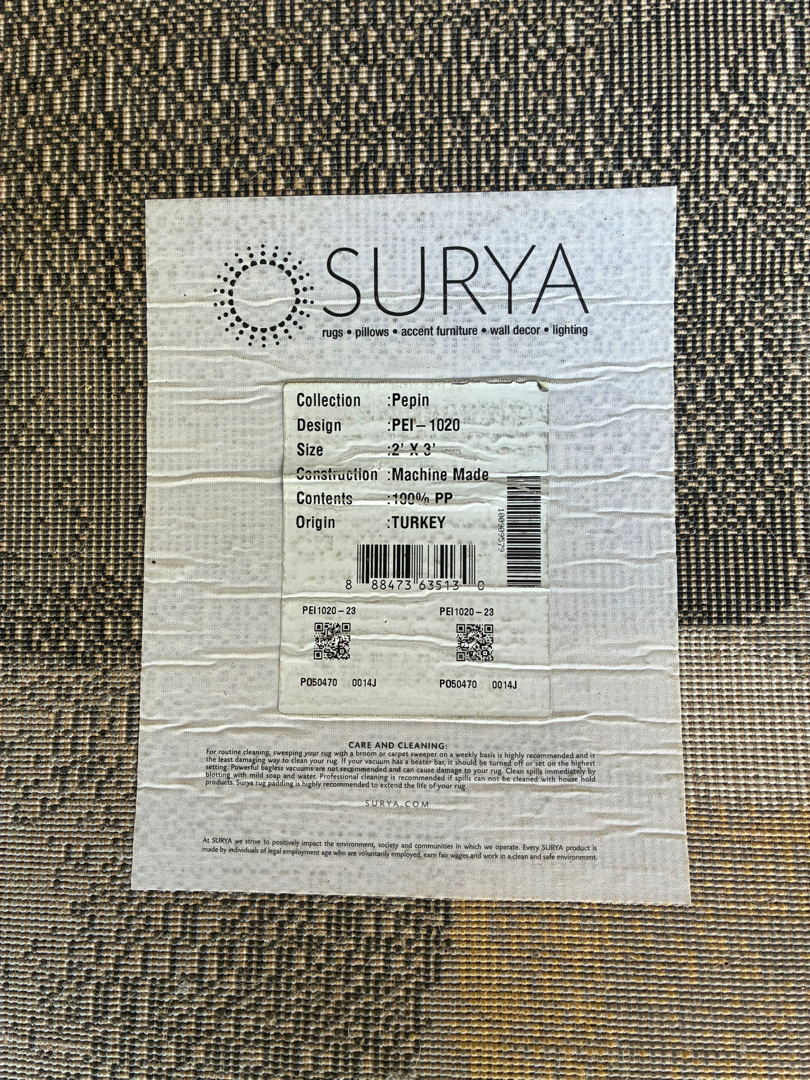 SURYA
rugs • pillows • accent furniture • wall decor • lighting
Collection :Pepin
Design :PEI–1020
Size :2' X 3'
Construction :Machine Made
Contents :100% PP
Origin :TURKEY
100909579
8 88473 63513 0
PEI1020–23 PEI1020–23
PO50470 0014J PO50470 0014J
CARE AND CLEANING:
For routine cleaning, sweeping your rug with a broom or carpet sweeper on a weekly basis is highly recommended and is
the least damaging way to clean your rug. If your vacuum has a beater bar, it should be turned off or set on the highest
setting. Powerful bagless vacuums are not recommended and can cause damage to your rug. Clean spills immediately by
blotting with mild soap and water. Professional cleaning is recommended if spills can not be cleaned with house hold
products. Surya rug padding is highly recommended to extend the life of your rug.
SURYA.COM
At SURYA we strive to positively impact the environment, society and communities in which we operate. Every SURYA product is
made by individuals of legal employment age who are voluntarily employed, earn fair wages and work in a clean and safe environment.